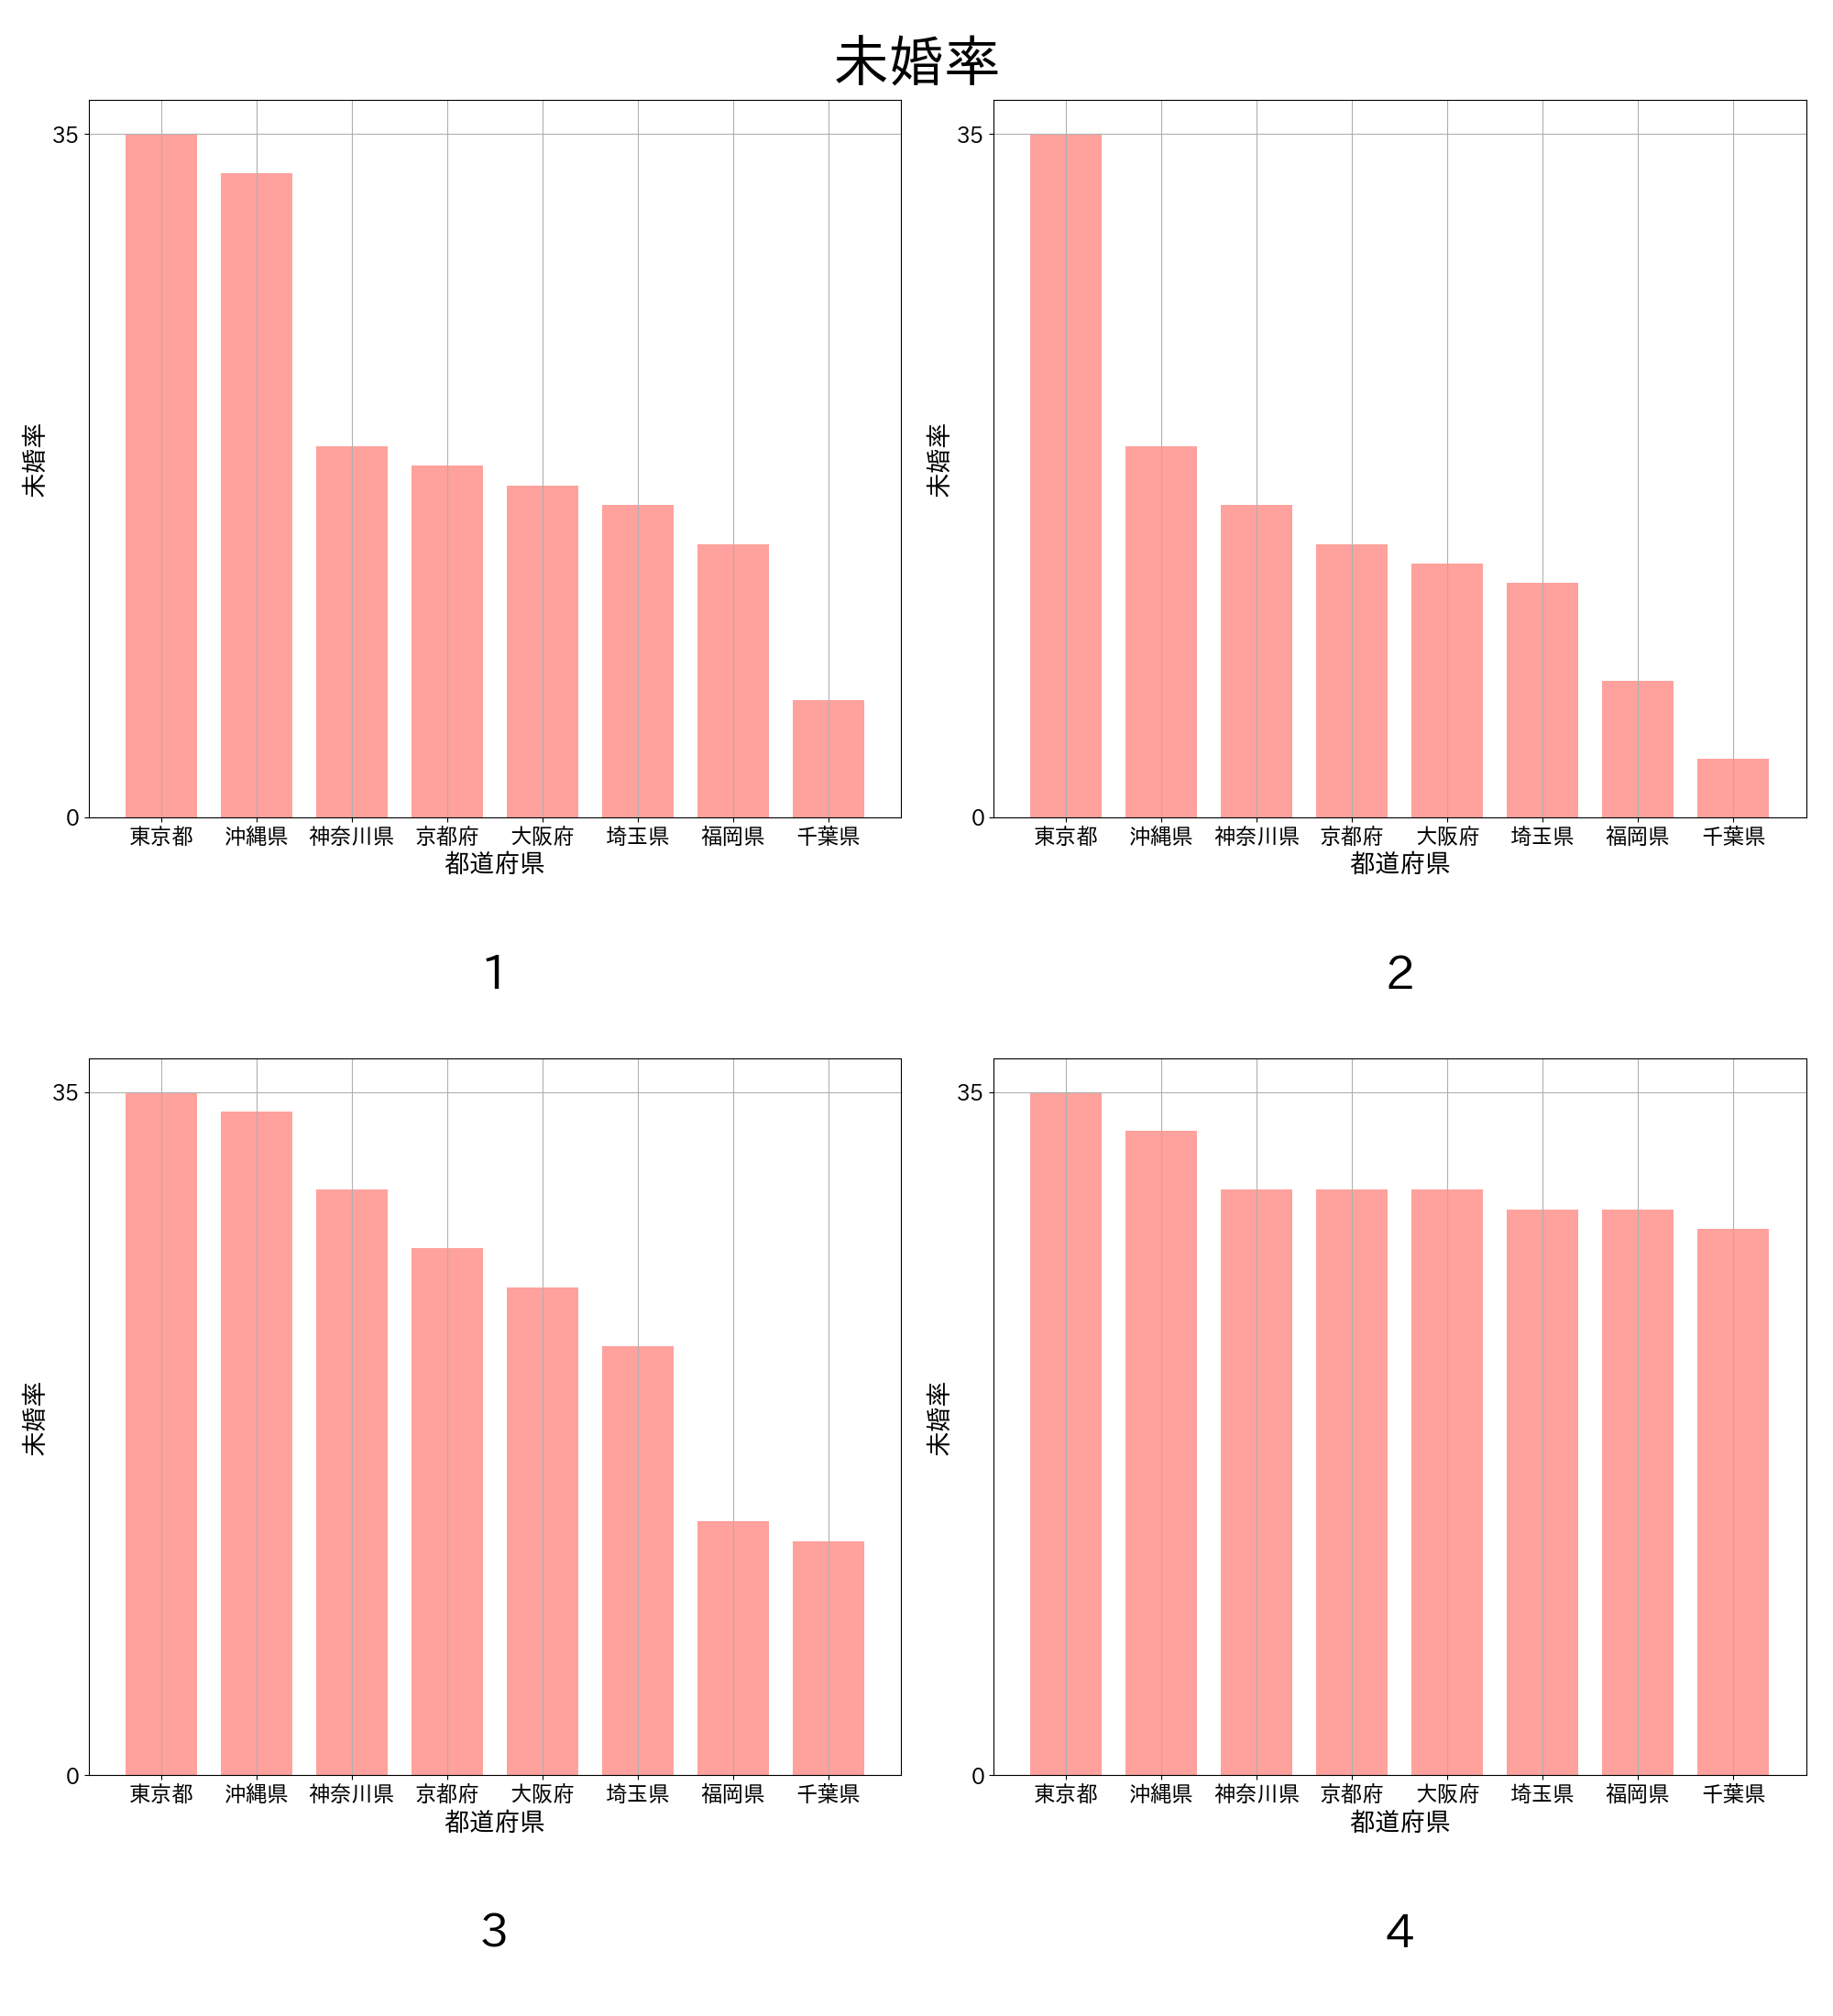 未婚率
35
0
未婚率
東京都 沖縄県 神奈川県 京都府 大阪府 埼玉県 福岡県 千葉県
都道府県
1
35
0
未婚率
東京都 沖縄県 神奈川県 京都府 大阪府 埼玉県 福岡県 千葉県
都道府県
2
35
0
未婚率
東京都 沖縄県 神奈川県 京都府 大阪府 埼玉県 福岡県 千葉県
都道府県
3
35
0
未婚率
東京都 沖縄県 神奈川県 京都府 大阪府 埼玉県 福岡県 千葉県
都道府県
4